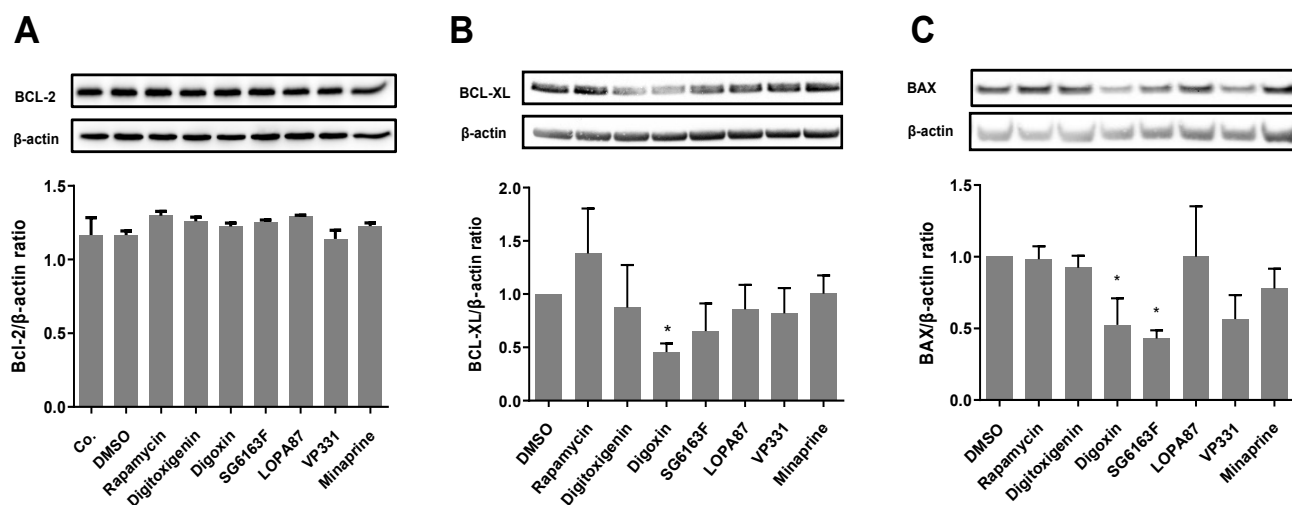 A
BCL-2
β-actin
Bcl-2/β-actin ratio
1.5
1.0
0.5
0.0
Co.
DMSO
Rapamycin
Digitoxigenin
Digoxin
SG6163F
LOPA87
VP331
Minaprine
B
BCL-XL
β-actin
BCL-XL/β-actin ratio
2.0
1.5
1.0
0.5
0.0
*
DMSO
Rapamycin
Digitoxigenin
Digoxin
SG6163F
LOPA87
VP331
Minaprine
C
BAX
β-actin
BAX/β-actin ratio
1.5
1.0
0.5
0.0
*
*
DMSO
Rapamycin
Digitoxigenin
Digoxin
SG6163F
LOPA87
VP331
Minaprine